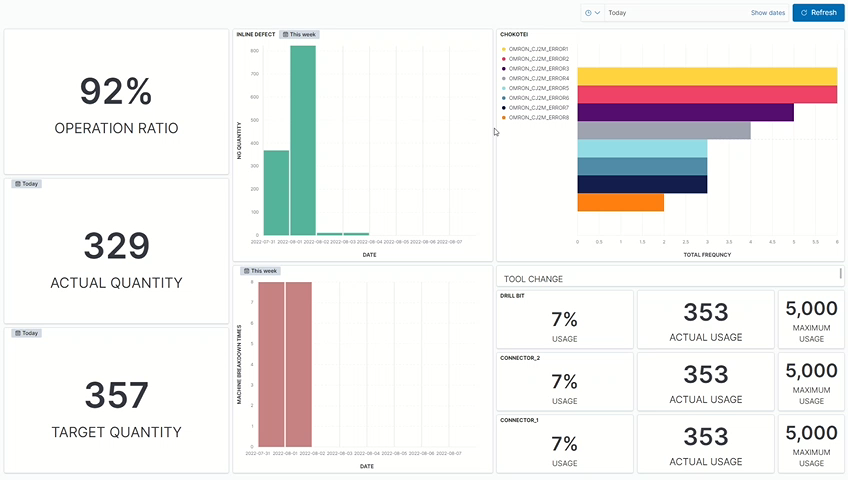 Today
Show dates
Refresh
92%
OPERATION RATIO
Today
329
ACTUAL QUANTITY
Today
357
TARGET QUANTITY
INLINE DEFECT
This week
NG QUANTITY
800
700
600
500
400
300
200
100
0
2022-07-31 2022-08-01 2022-08-02 2022-08-03 2022-08-04 2022-08-05 2022-08-06 2022-08-07
DATE
This week
MACHINE BREAKDOWN TIMES
8
7
6
5
4
3
2
1
0
2022-07-31 2022-08-01 2022-08-02 2022-08-03 2022-08-04 2022-08-05 2022-08-06 2022-08-07
DATE
CHOKOTEI
OMRON_CJ2M_ERROR1
OMRON_CJ2M_ERROR2
OMRON_CJ2M_ERROR3
OMRON_CJ2M_ERROR4
OMRON_CJ2M_ERROR5
OMRON_CJ2M_ERROR6
OMRON_CJ2M_ERROR7
OMRON_CJ2M_ERROR8
0 0.5 1 1.5 2 2.5 3 3.5 4 4.5 5 5.5 6
TOTAL FREQUNCY
TOOL CHANGE
DRILL BIT
7%
USAGE
353
ACTUAL USAGE
5,000
MAXIMUM
USAGE
CONNECTOR_2
7%
USAGE
353
ACTUAL USAGE
5,000
MAXIMUM
USAGE
CONNECTOR_1
7%
USAGE
353
ACTUAL USAGE
5,000
MAXIMUM
USAGE